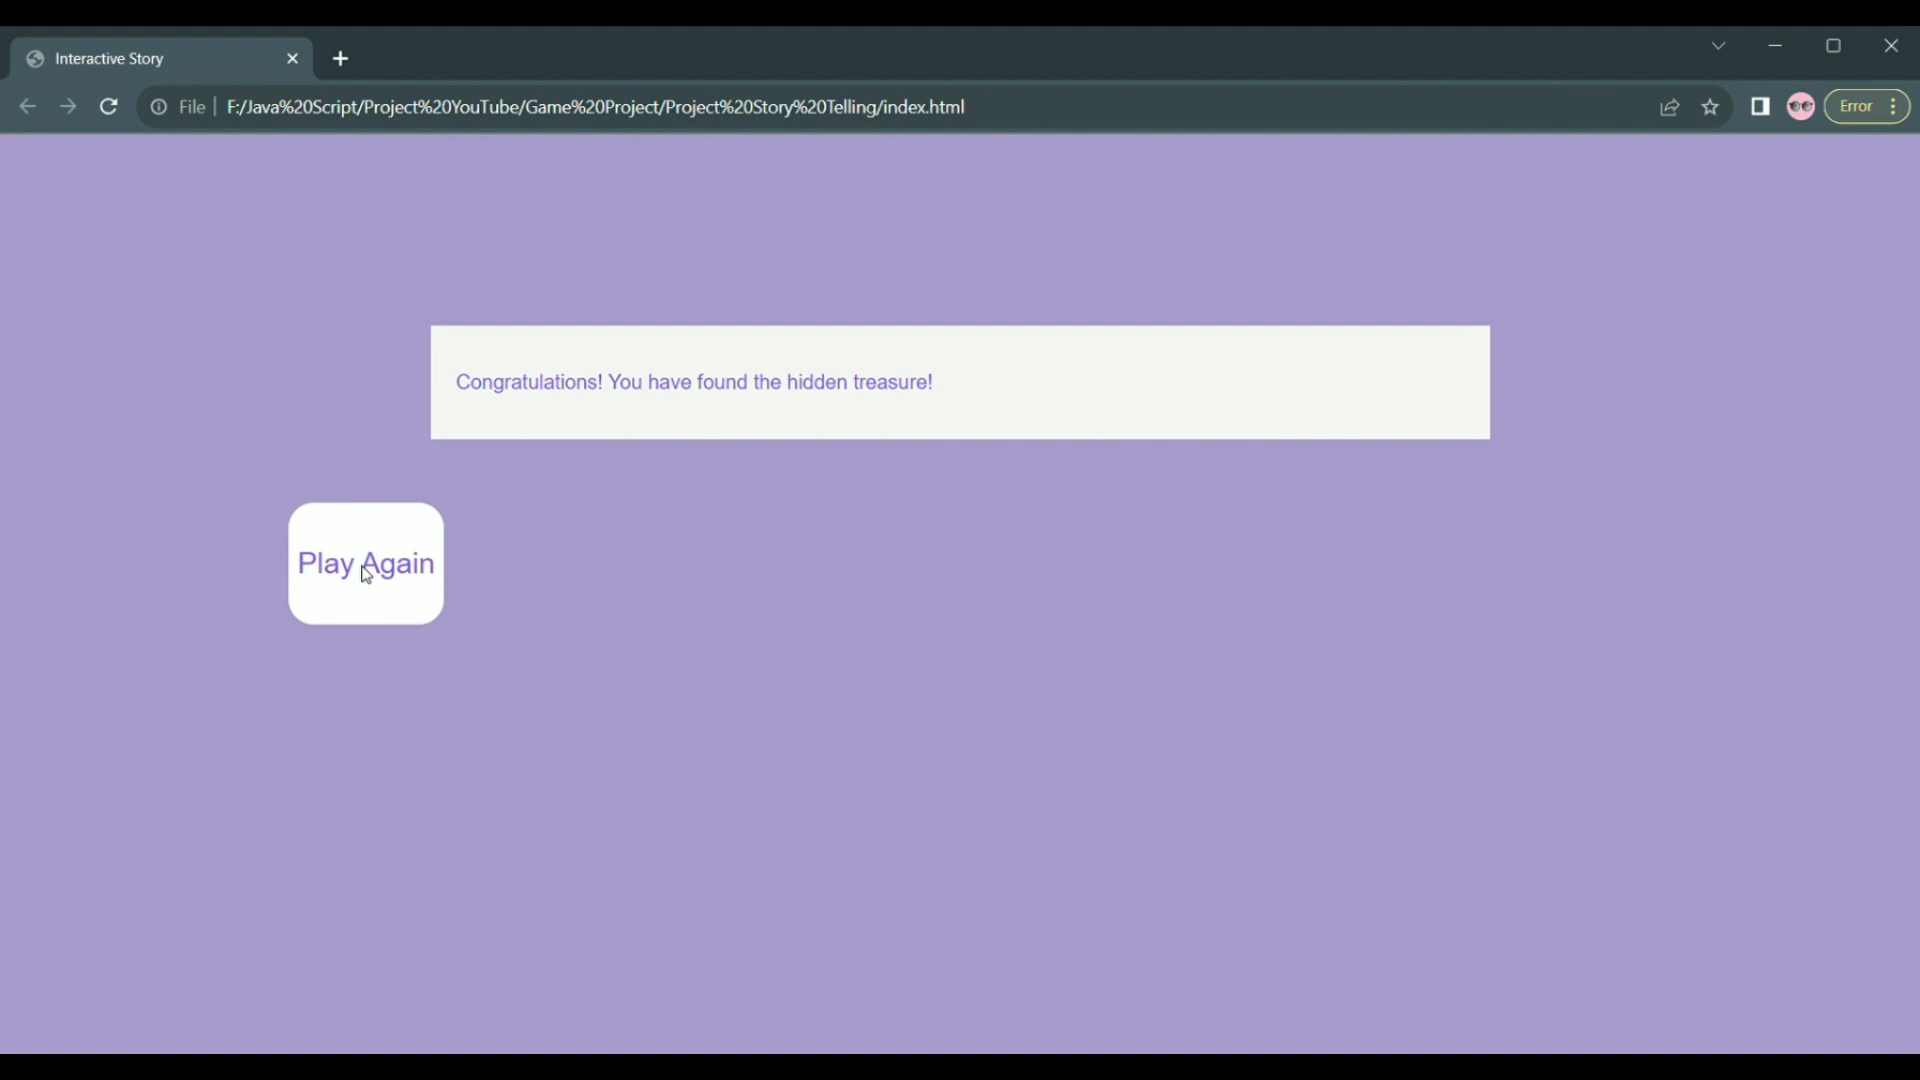 Interactive Story
File
F:/Java%20Script/Project%20YouTube/Game%20Project/Project%20Story%20Telling/index.html
Error
Congratulations! You have found the hidden treasure!
Play Again